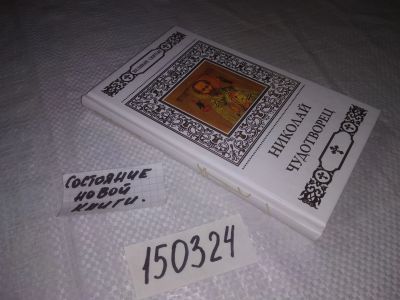 НИКОЛАЙ
ЧУДОТВОРЕЦ
СОСТОЯНИЕ
НОВОЙ
КНИГИ.
150324